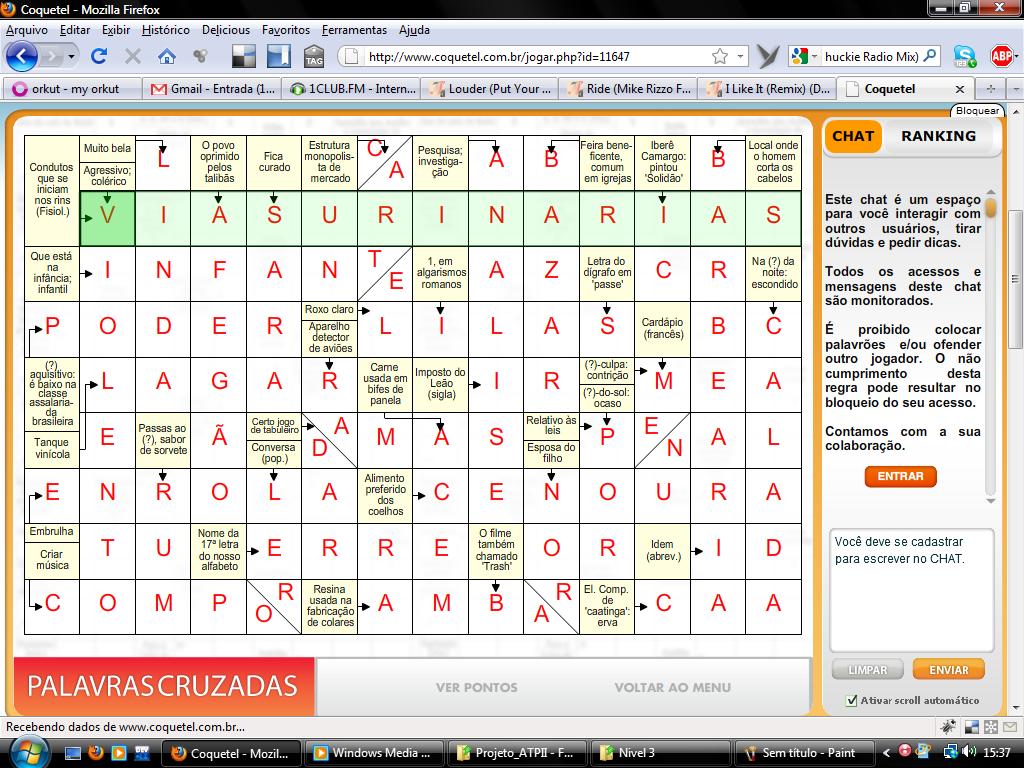 Coquetel - Mozilla Firefox
Arquivo Editar Exibir Histórico Delicious Favoritos Ferramentas Ajuda
TAG http://www.coquetel.com.br/jogar.php?id=11647 huckie Radio Mix) ABP
orkut - my orkut Gmail - Entrada (1... 1CLUB.FM - Intern... Louder (Put Your ... Ride (Mike Rizzo F... I Like It (Remix) (D... Coquetel
Bloquear
Condutos
que se
iniciam
nos rins
(Fisiol.)
Muito bela
Agressivo;
colérico
L
O povo
oprimido
pelos
talibãs
Fica
curado
Estrutura
monopolis-
ta de
mercado
C
A
Pesquisa;
investiga-
ção
A
B
Feira bene-
ficente,
comum
em igrejas
Iberê
Camargo:
pintou
'Solidão'
B
Local onde
o homem
corta os
cabelos
V I A S U R I N A R I A S
Que está
na
infância;
infantil
I N F A N T
E
1, em
algarismos
romanos
A Z
Letra do
dígrafo em
'passe'
C R
Na (?) da
noite:
escondido
P O D E R
Roxo claro
Aparelho
detector
de aviões
L I L A S
Cardápio
(francês)
B C
(?)
aquisitivo:
é baixo na
classe
assalaria-
da
brasileira
Tanque
vinícola
L A G A R
Carne
usada em
bifes de
panela
Imposto do
Leão
(sigla)
I R
(?)-culpa:
contrição
(?)-do-sol:
ocaso
M E A
E
Passas ao
(?), sabor
de sorvete
Ã
Certo jogo
de tabuleiro
Conversa
(pop.)
A
D
M A S
Relativo às
leis
Esposa do
filho
P E
N
A L
E N R O L A
Alimento
preferido
dos
coelhos
C E N O U R A
Embrulha
Criar
música
T U
Nome da
17ª letra
do nosso
alfabeto
E R R E
O filme
também
chamado
'Trash'
O R
Idem
(abrev.)
I D
C O M P O
R
Resina
usada na
fabricação
de colares
A M B A
R
El. Comp.
de
'caatinga':
erva
C A A
PALAVRAS CRUZADAS
VER PONTOS VOLTAR AO MENU
CHAT RANKING
Este chat é um espaço
para você interagir com
outros usuários, tirar
dúvidas e pedir dicas.
Todos os acessos e
mensagens deste chat
são monitorados.
É proibido colocar
palavrões e/ou ofender
outro jogador. O não
cumprimento desta
regra pode resultar no
bloqueio do seu acesso.
Contamos com a sua
colaboração.
ENTRAR
Você deve se cadastrar
para escrever no CHAT.
LIMPAR ENVIAR
Ativar scroll automático
Recebendo dados de www.coquetel.com.br...
Coquetel - Mozil... Windows Media ... Projeto_ATPII - F... Nivel 3 Sem título - Paint 15:37